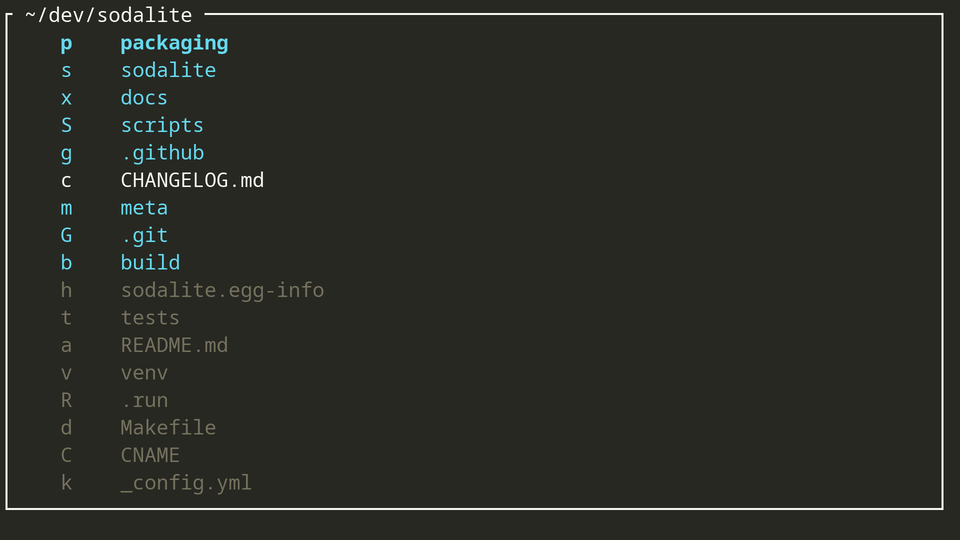 ~/dev/sodalite
p packaging
s sodalite
x docs
S scripts
g .github
c CHANGELOG.md
m meta
G .git
b build
h sodalite.egg-info
t tests
a README.md
v venv
R .run
d Makefile
C CNAME
k _config.yml